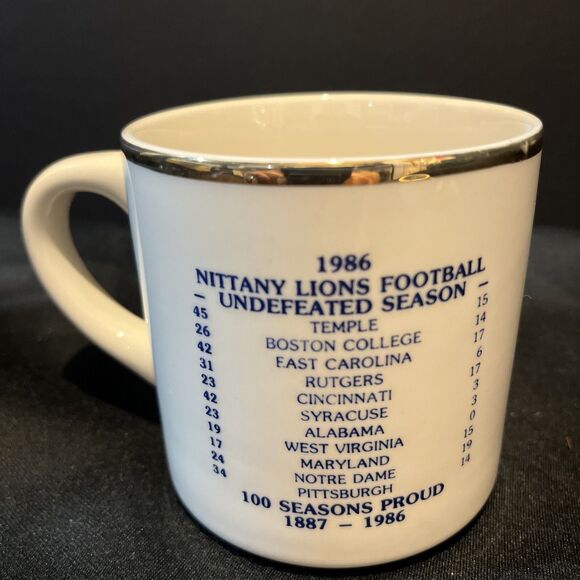 1986
NITTANY LIONS FOOTBALL
- UNDEFEATED SEASON -
45 TEMPLE 15
26 BOSTON COLLEGE 14
42 EAST CAROLINA 17
31 RUTGERS 6
23 CINCINNATI 17
42 SYRACUSE 3
23 ALABAMA 3
19 WEST VIRGINIA 0
17 MARYLAND 15
24 NOTRE DAME 19
34 PITTSBURGH 14
100 SEASONS PROUD
1887 - 1986